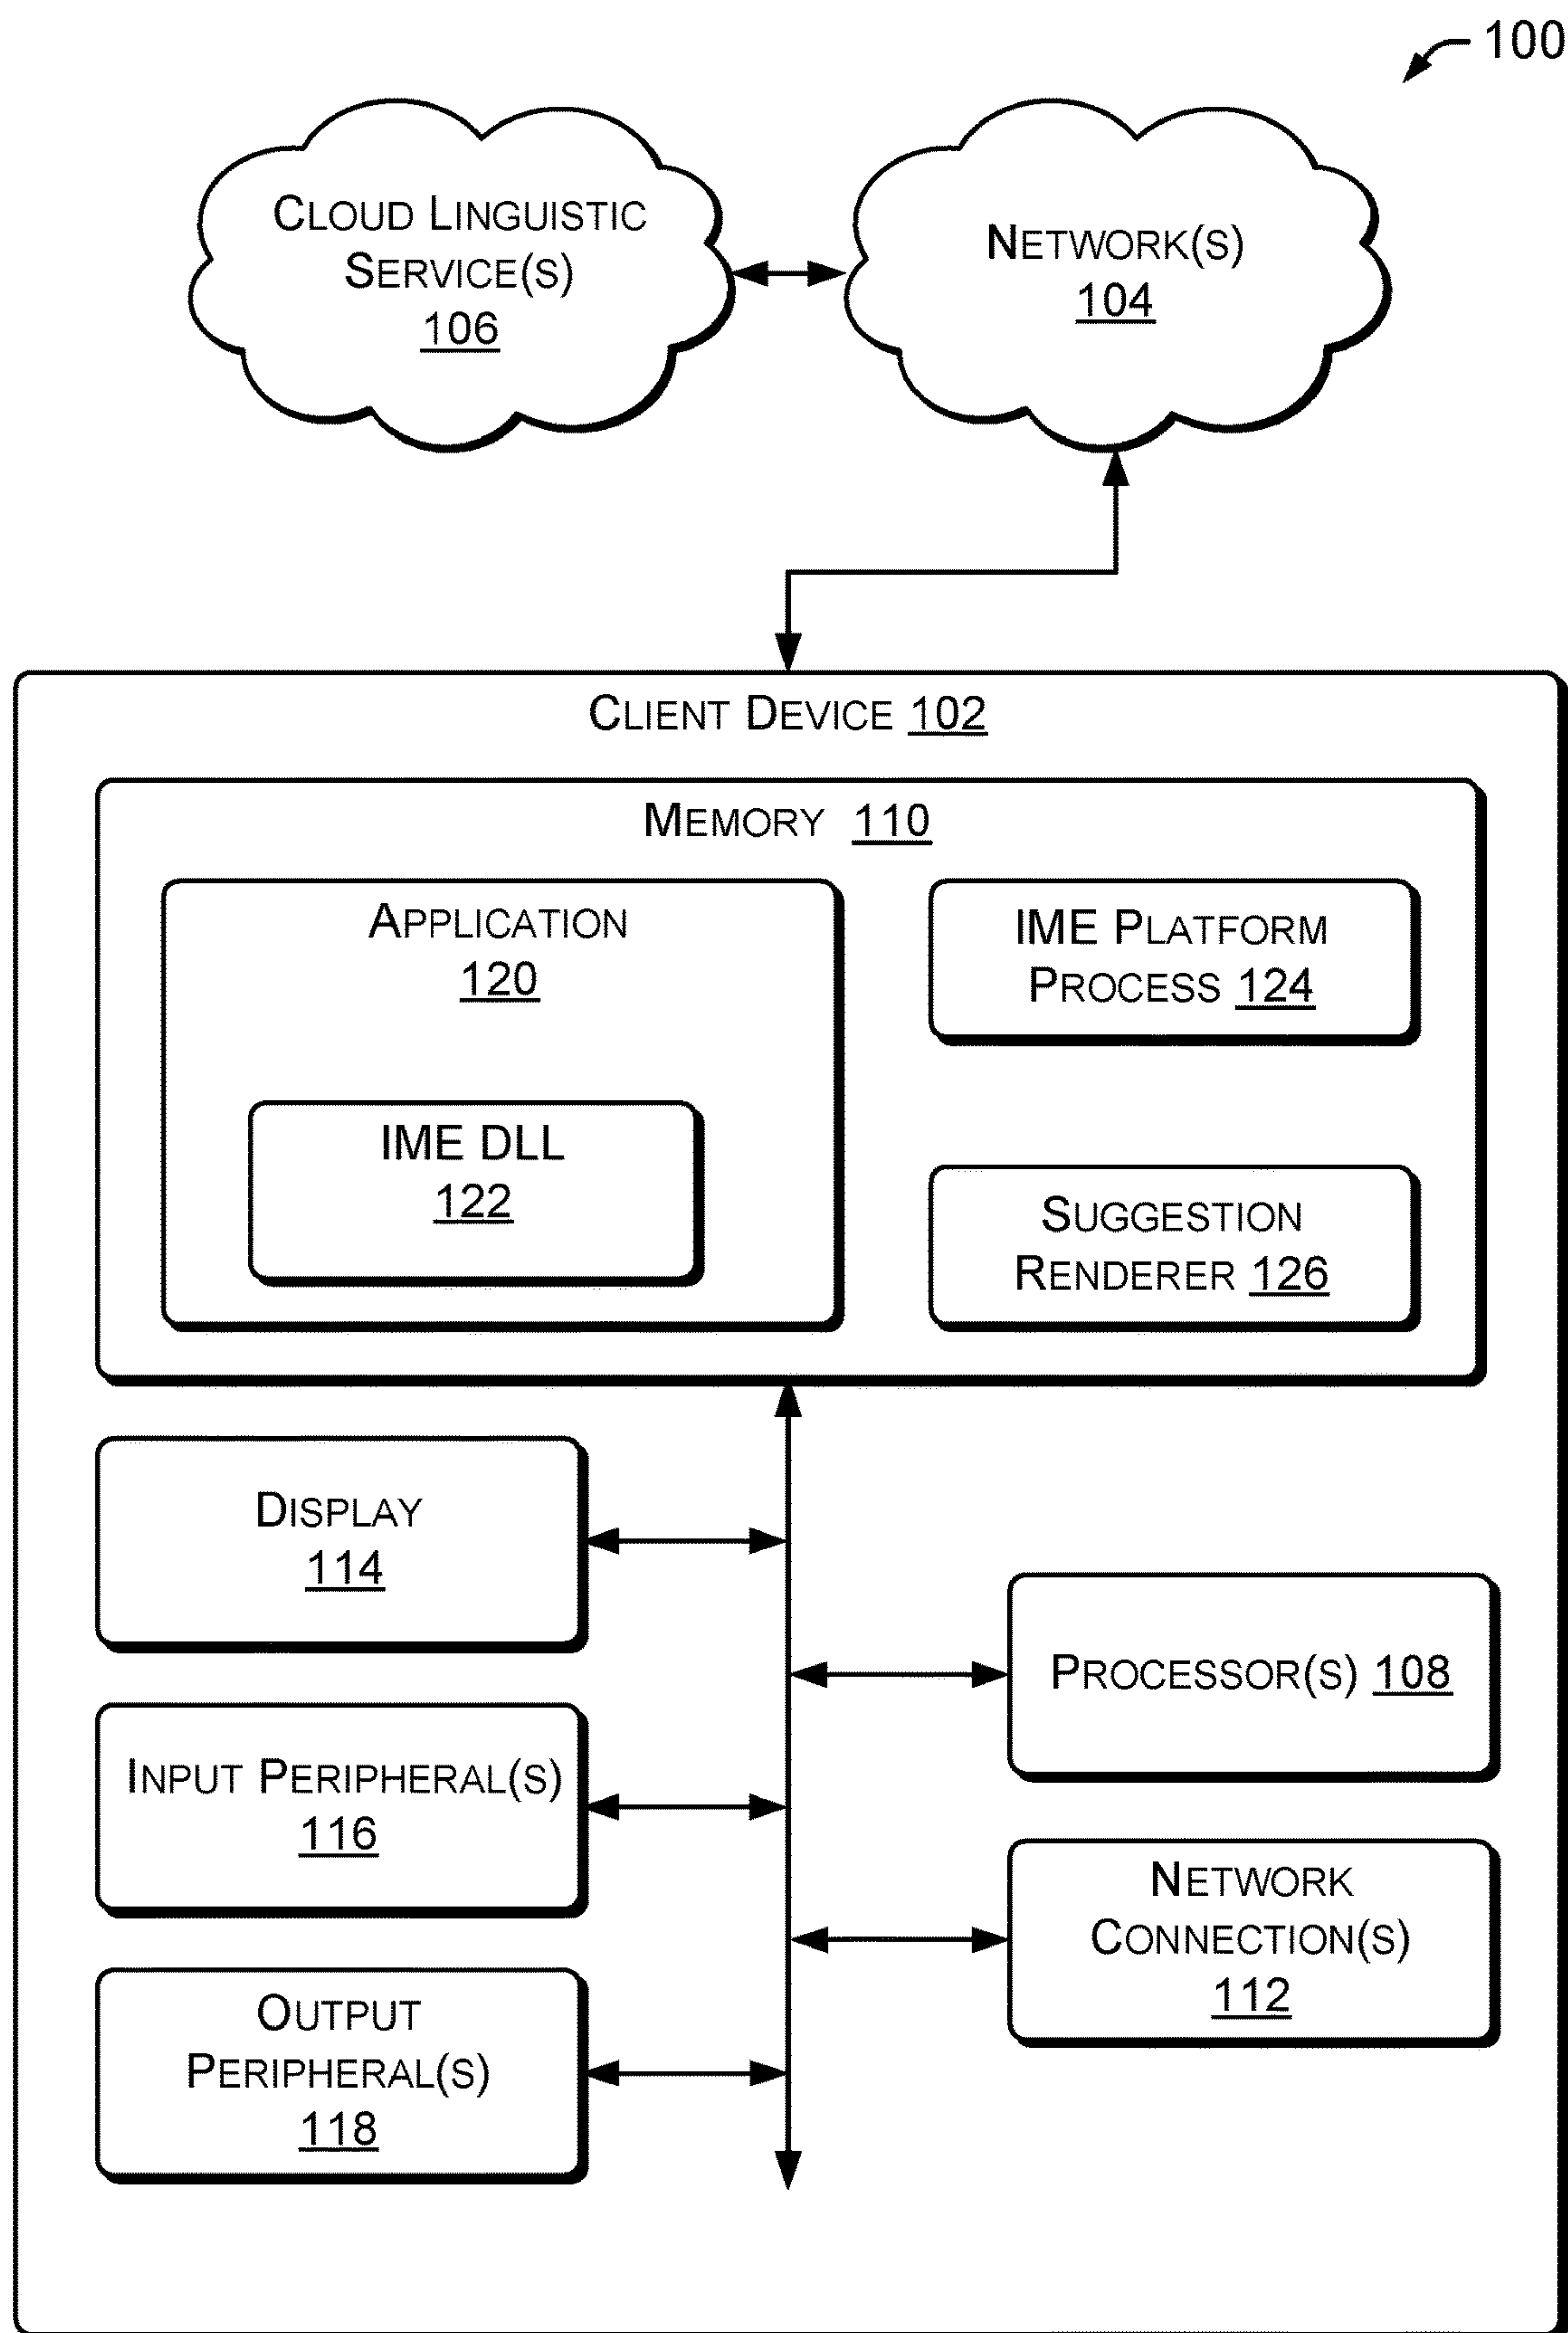 100
CLOUD LINGUISTIC
SERVICE(S)
106
NETWORK(S)
104
CLIENT DEVICE 102
MEMORY 110
APPLICATION
120
IME DLL
122
IME PLATFORM
PROCESS 124
SUGGESTION
RENDERER 126
DISPLAY
114
PROCESSOR(S) 108
INPUT PERIPHERAL(S)
116
NETWORK
CONNECTION(S)
112
OUTPUT
PERIPHERAL(S)
118